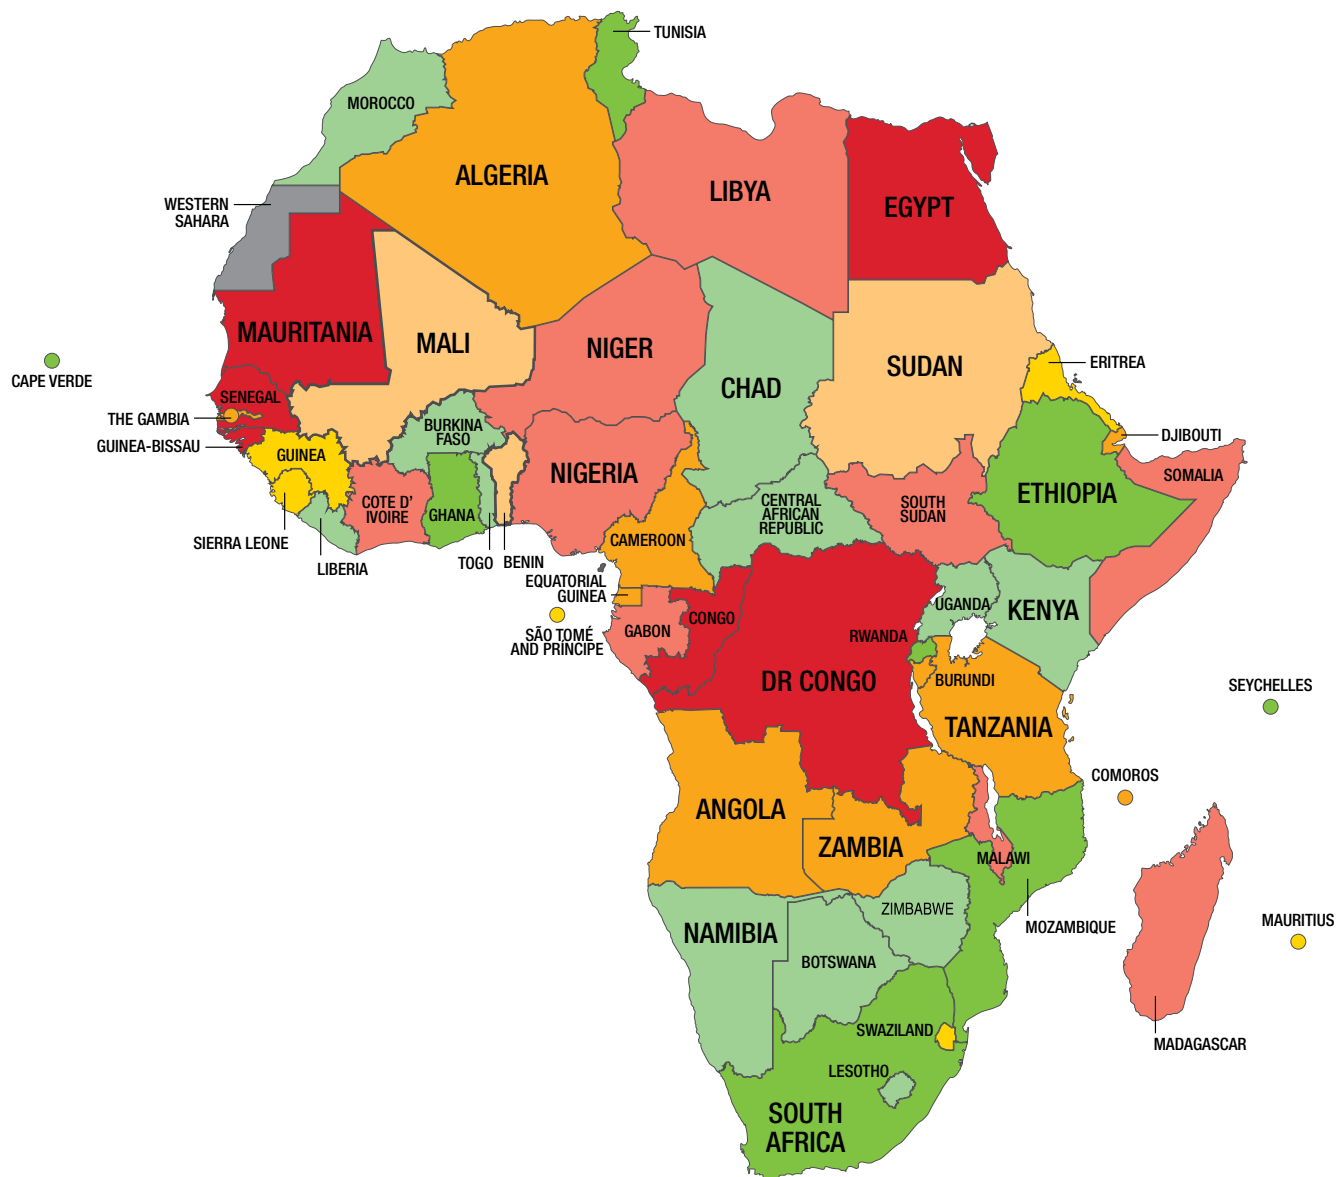 TUNISIA
MOROCCO
ALGERIA
LIBYA
EGYPT
WESTERN
SAHARA
MAURITANIA
MALI
NIGER
CHAD
SUDAN
ERITREA
CAPE VERDE
SENEGAL
THE GAMBIA
GUINEA-BISSAU
GUINEA
BURKINA
FASO
NIGERIA
DJIBOUTI
SOMALIA
ETHIOPIA
COTE D'
IVOIRE
GHANA
CENTRAL
AFRICAN
REPUBLIC
SOUTH
SUDAN
SIERRA LEONE
LIBERIA
TOGO
BENIN
CAMEROON
EQUATORIAL
GUINEA
SÃO TOMÉ
AND PRÍNCIPE
GABON
CONGO
UGANDA
KENYA
RWANDA
DR CONGO
BURUNDI
TANZANIA
SEYCHELLES
COMOROS
ANGOLA
ZAMBIA
MALAWI
MOZAMBIQUE
ZIMBABWE
NAMIBIA
BOTSWANA
MAURITIUS
MADAGASCAR
SWAZILAND
LESOTHO
SOUTH
AFRICA